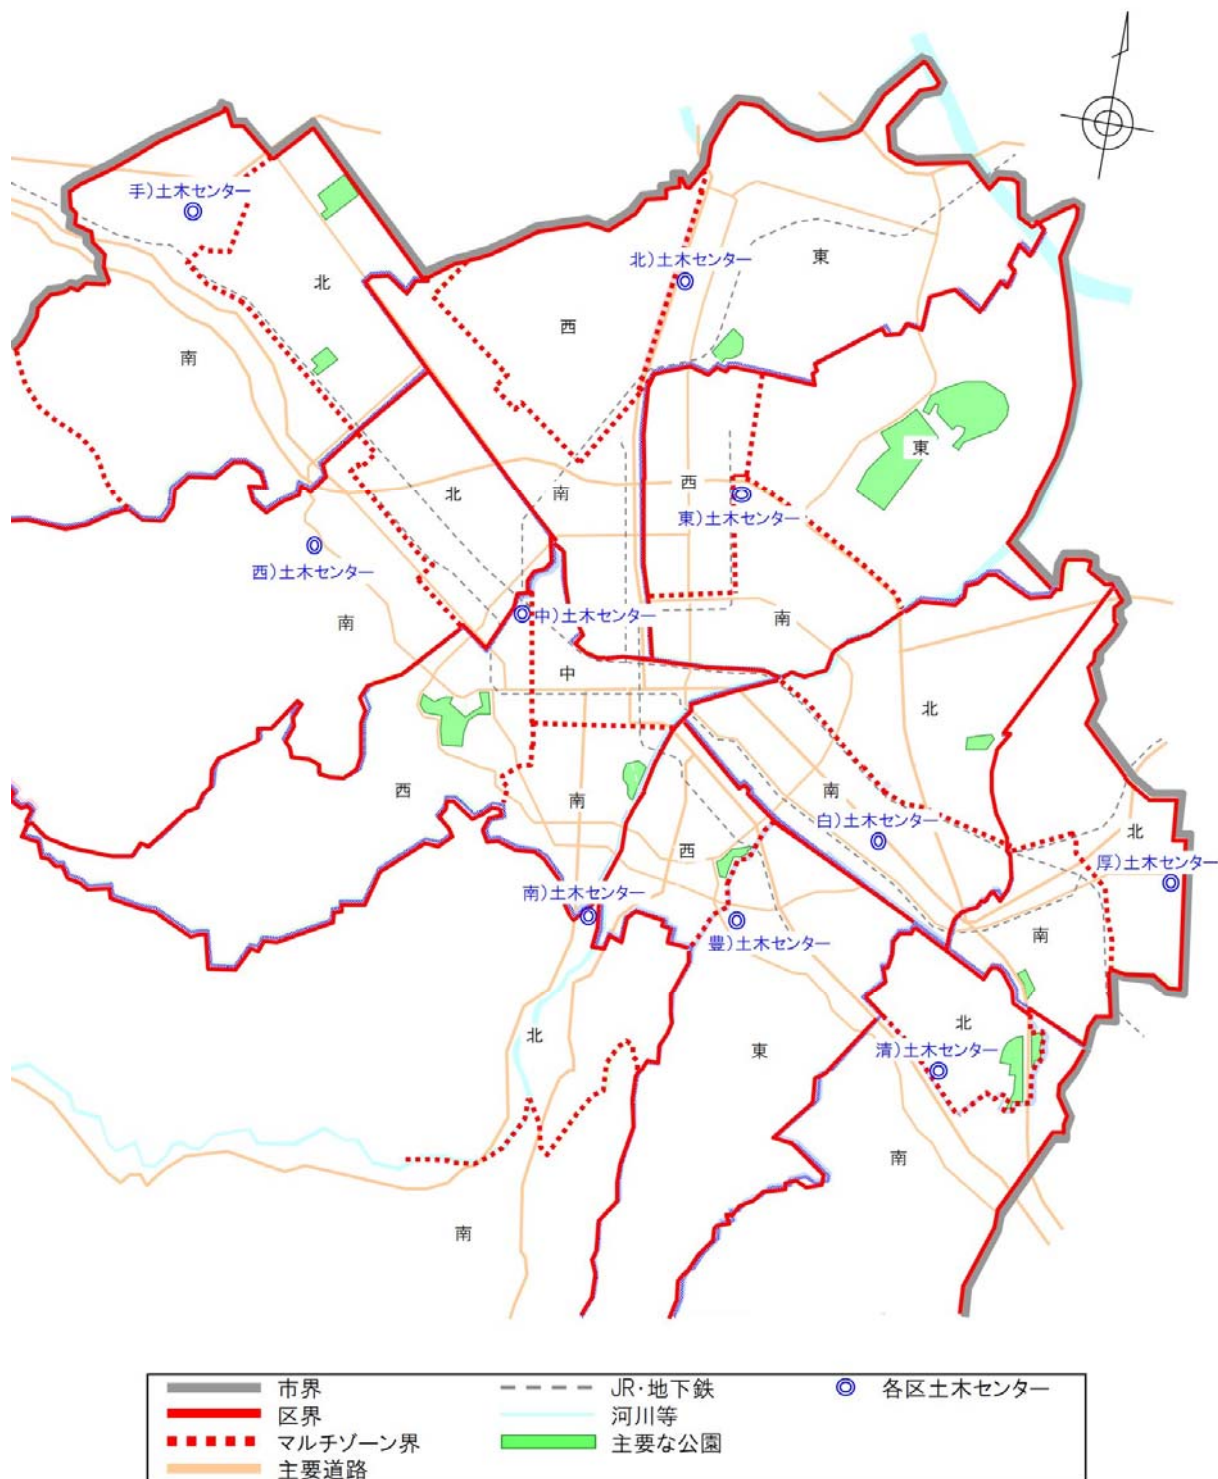 手)土木センター
北
南
北)土木センター
東
西
東
西
北
南
東)土木センター
西)土木センター
中)土木センター
南
南
中
北
西
南
南
白)土木センター
北
西
厚)土木センター
南)土木センター
豊)土木センター
南
北
北
東
清)土木センター
南
南
市界
JR・地下鉄
各区土木センター
区界
河川等
マルチゾーン界
主要な公園
主要道路